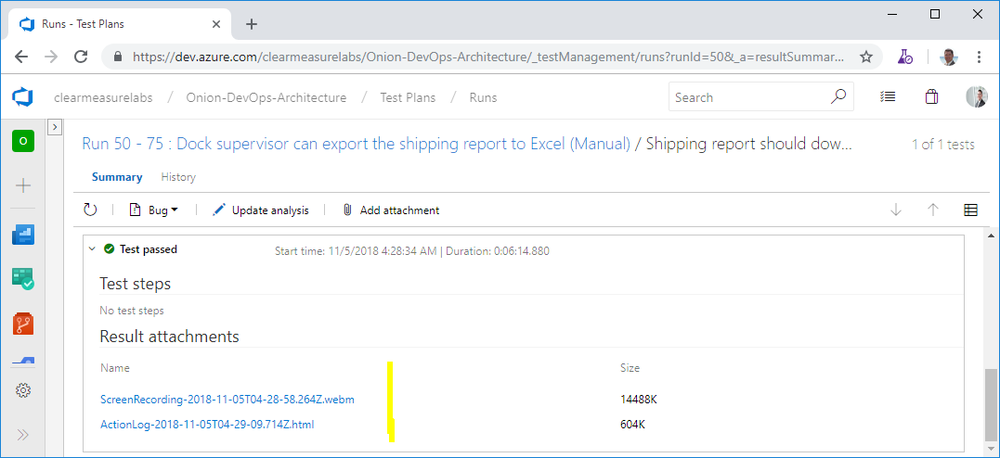 Runs - Test Plans
https://dev.azure.com/clearmeasurelabs/Onion-DevOps-Architecture/_testManagement/runs?runId=50&_a=resultSummar...
clearmeasurelabs / Onion-DevOps-Architecture / Test Plans / Runs
Search
O
Run 50 - 75 : Dock supervisor can export the shipping report to Excel (Manual) / Shipping report should dow...
1 of 1 tests
Summary History
Bug Update analysis Add attachment
Test passed Start time: 11/5/2018 4:28:34 AM | Duration: 0:06:14.880
Test steps
No test steps
Result attachments
Name Size
ScreenRecording-2018-11-05T04-28-58.264Z.webm 14488K
ActionLog-2018-11-05T04-29-09.714Z.html 604K